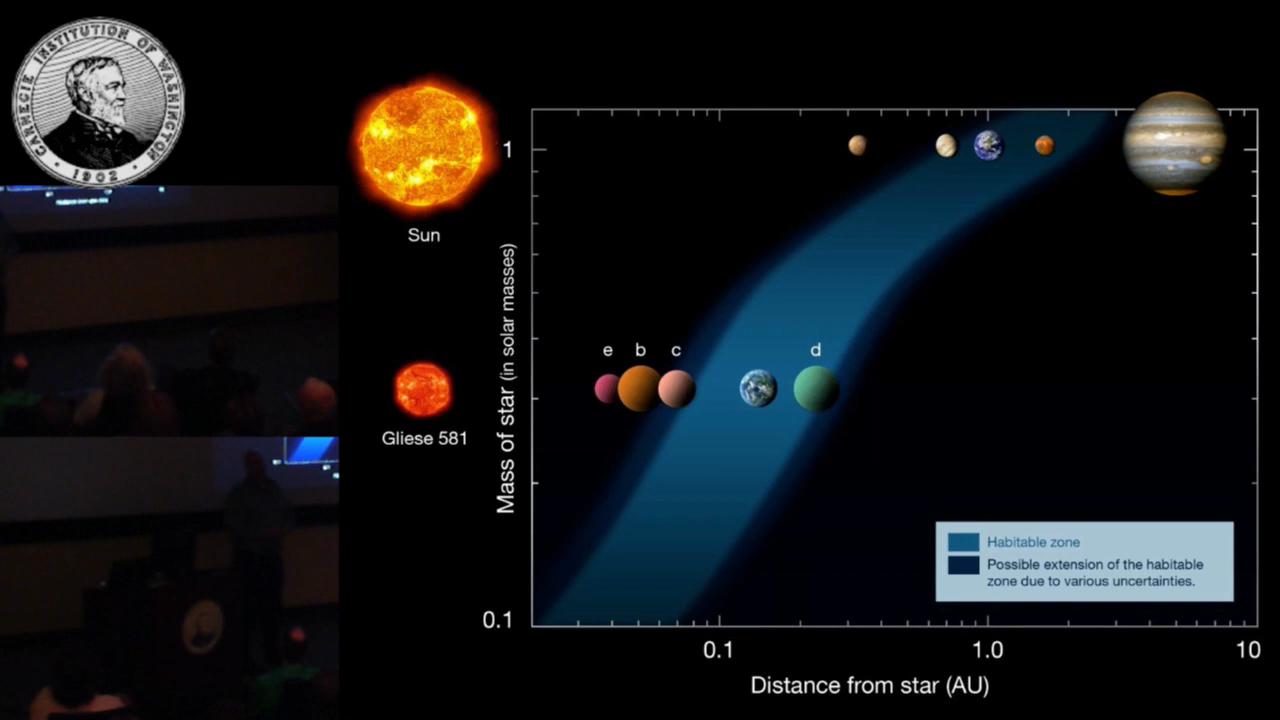 CARNEGIE INSTITUTION OF WASHINGTON
· 1902 ·
Sun
Gliese 581
Mass of star (in solar masses)
1
0.1
e b c d
Habitable zone
Possible extension of the habitable
zone due to various uncertainties.
0.1 1.0 10
Distance from star (AU)